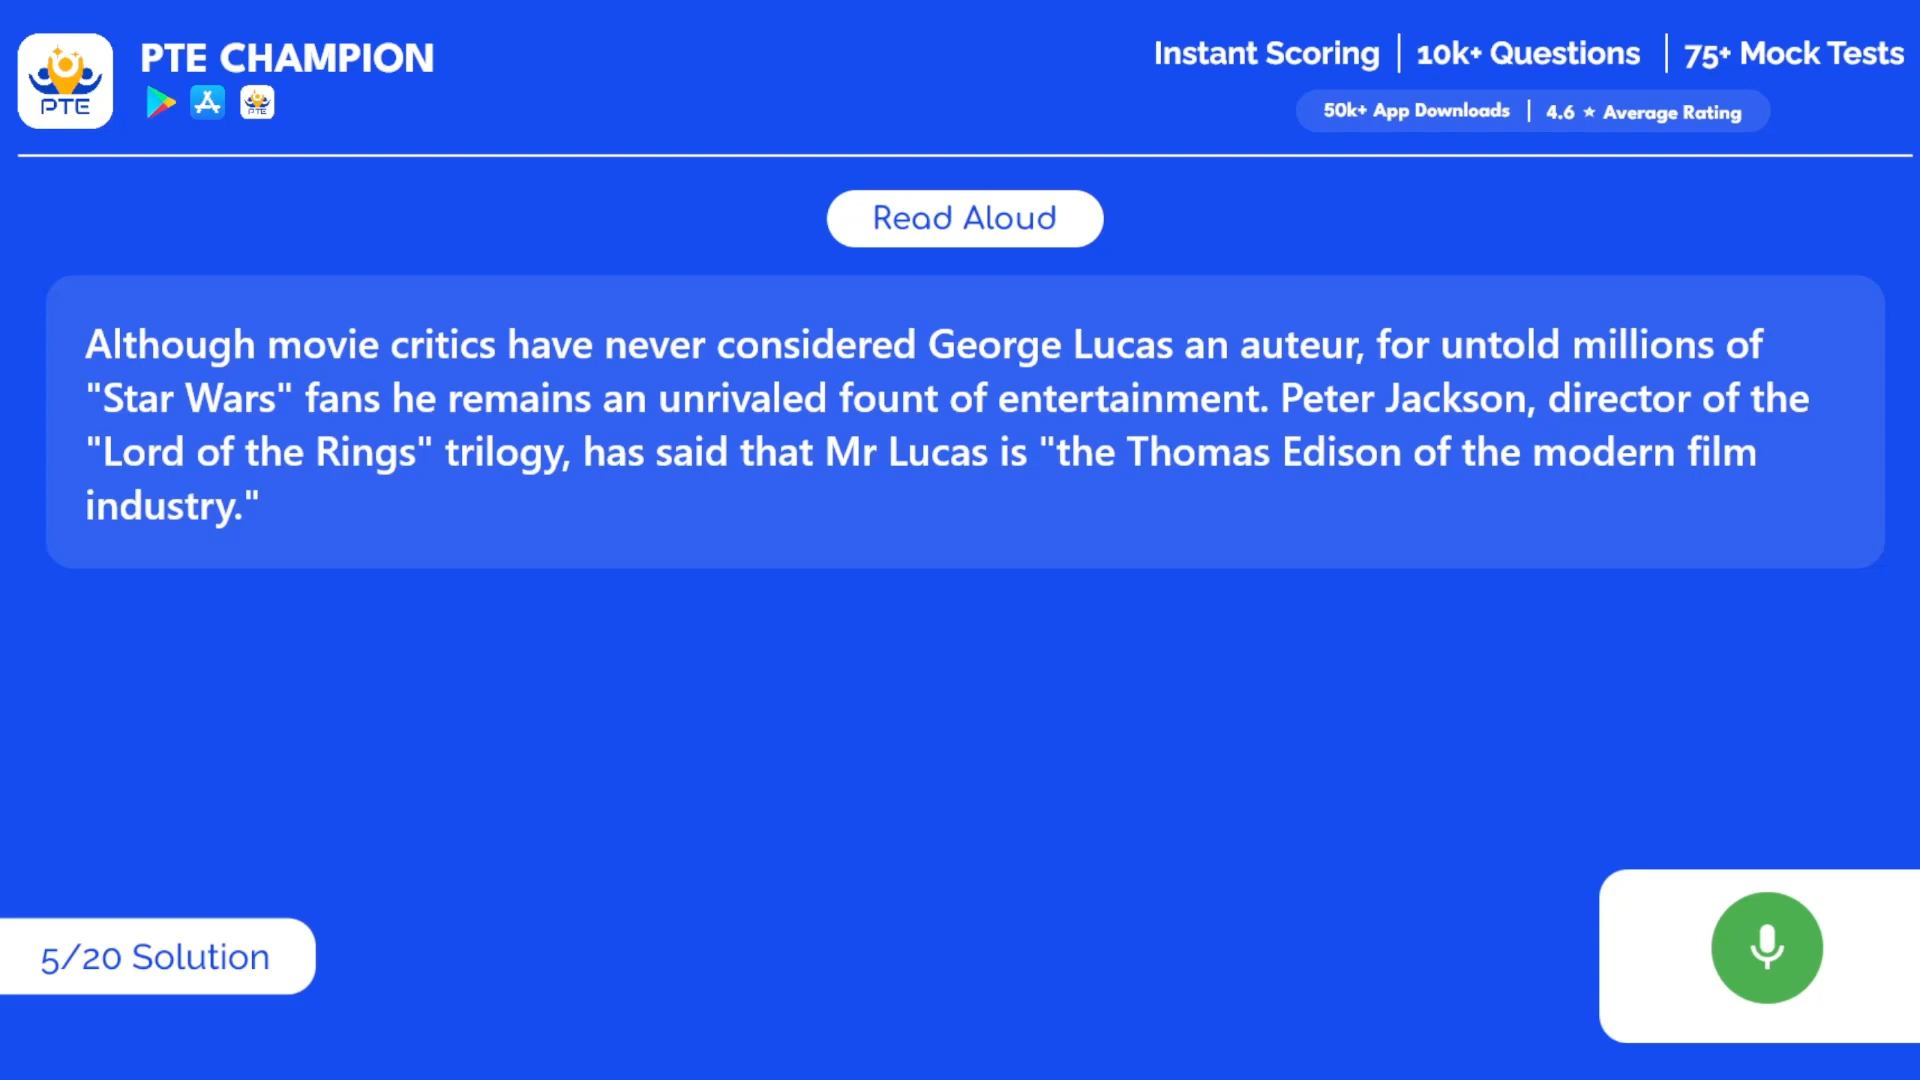 PTE CHAMPION
PTE
PTE
Instant Scoring | 10k+ Questions | 75+ Mock Tests
50k+ App Downloads | 4.6 ★ Average Rating
Read Aloud
Although movie critics have never considered George Lucas an auteur, for untold millions of
"Star Wars" fans he remains an unrivaled fount of entertainment. Peter Jackson, director of the
"Lord of the Rings" trilogy, has said that Mr Lucas is "the Thomas Edison of the modern film
industry."
5/20 Solution